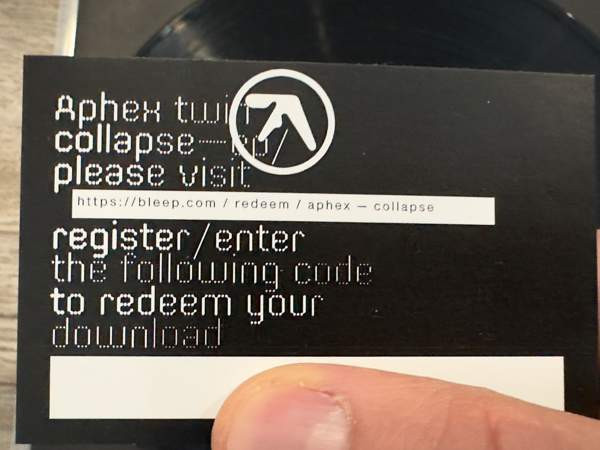 Aphex twin
collapse—ep/
please visit
https://bleep.com / redeem / aphex — collapse
register/enter
the following code
to redeem your
download